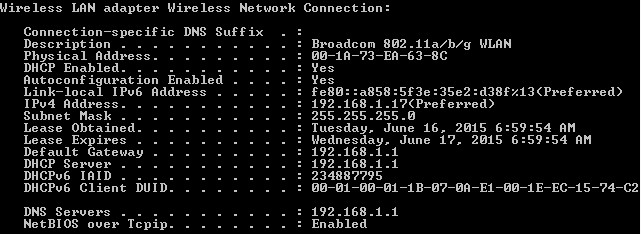 Wireless LAN adapter Wireless Network Connection:
Connection-specific DNS Suffix  . :
Description . . . . . . . . . . . : Broadcom 802.11a/b/g WLAN
Physical Address. . . . . . . . . : 00-1A-73-EA-63-8C
DHCP Enabled. . . . . . . . . . . : Yes
Autoconfiguration Enabled . . . . : Yes
Link-local IPv6 Address . . . . . : fe80::a858:5f3e:35e2:d38f%13(Preferred)
IPv4 Address. . . . . . . . . . . : 192.168.1.17(Preferred)
Subnet Mask . . . . . . . . . . . : 255.255.255.0
Lease Obtained. . . . . . . . . . : Tuesday, June 16, 2015 6:59:54 AM
Lease Expires . . . . . . . . . . : Wednesday, June 17, 2015 6:59:54 AM
Default Gateway . . . . . . . . . : 192.168.1.1
DHCP Server . . . . . . . . . . . : 192.168.1.1
DHCPv6 IAID . . . . . . . . . . . : 234887795
DHCPv6 Client DUID. . . . . . . . : 00-01-00-01-1B-07-0A-E1-00-1E-EC-15-74-C2
DNS Servers . . . . . . . . . . . : 192.168.1.1
NetBIOS over Tcpip. . . . . . . . : Enabled